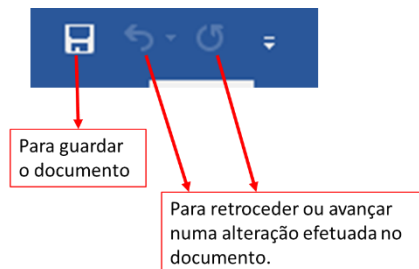 Para guardar
o documento
Para retroceder ou avançar
numa alteração efetuada no
documento.